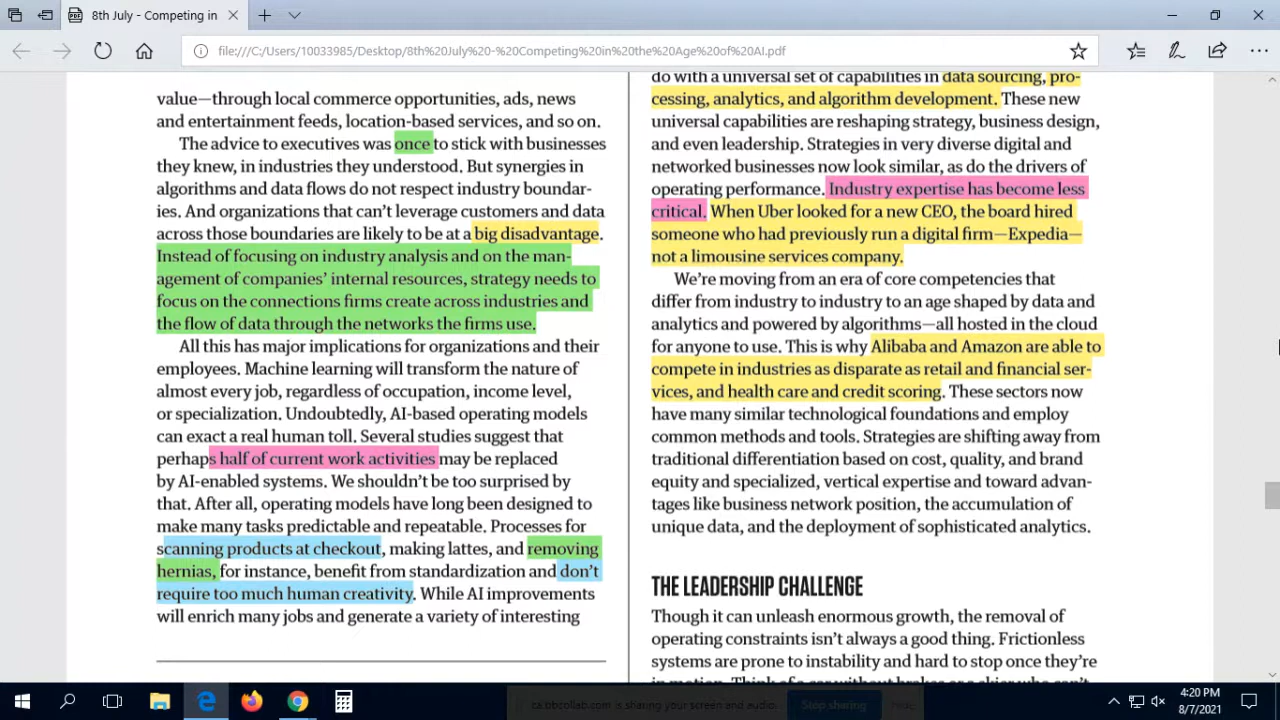 8th July - Competing in
file:///C:/Users/10033985/Desktop/8th%20July%20-%20Competing%20in%20the%20Age%20of%20AI.pdf
value—through local commerce opportunities, ads, news
and entertainment feeds, location-based services, and so on.
The advice to executives was once to stick with businesses
they knew, in industries they understood. But synergies in
algorithms and data flows do not respect industry boundar-
ies. And organizations that can't leverage customers and data
across those boundaries are likely to be at a big disadvantage.
Instead of focusing on industry analysis and on the man-
agement of companies' internal resources, strategy needs to
focus on the connections firms create across industries and
the flow of data through the networks the firms use.
All this has major implications for organizations and their
employees. Machine learning will transform the nature of
almost every job, regardless of occupation, income level,
or specialization. Undoubtedly, AI-based operating models
can exact a real human toll. Several studies suggest that
perhaps half of current work activities may be replaced
by AI-enabled systems. We shouldn't be too surprised by
that. After all, operating models have long been designed to
make many tasks predictable and repeatable. Processes for
scanning products at checkout, making lattes, and removing
hernias, for instance, benefit from standardization and don't
require too much human creativity. While AI improvements
will enrich many jobs and generate a variety of interesting
do with a universal set of capabilities in data sourcing, pro-
cessing, analytics, and algorithm development. These new
universal capabilities are reshaping strategy, business design,
and even leadership. Strategies in very diverse digital and
networked businesses now look similar, as do the drivers of
operating performance. Industry expertise has become less
critical. When Uber looked for a new CEO, the board hired
someone who had previously run a digital firm—Expedia—
not a limousine services company.
We're moving from an era of core competencies that
differ from industry to industry to an age shaped by data and
analytics and powered by algorithms—all hosted in the cloud
for anyone to use. This is why Alibaba and Amazon are able to
compete in industries as disparate as retail and financial ser-
vices, and health care and credit scoring. These sectors now
have many similar technological foundations and employ
common methods and tools. Strategies are shifting away from
traditional differentiation based on cost, quality, and brand
equity and specialized, vertical expertise and toward advan-
tages like business network position, the accumulation of
unique data, and the deployment of sophisticated analytics.
THE LEADERSHIP CHALLENGE
Though it can unleash enormous growth, the removal of
operating constraints isn't always a good thing. Frictionless
systems are prone to instability and hard to stop once they're
in motion. Think of a car without brakes or a skier who can't
ca.bbcollab.com is sharing your screen and audio.
Stop sharing
Hide
4:20 PM
8/7/2021